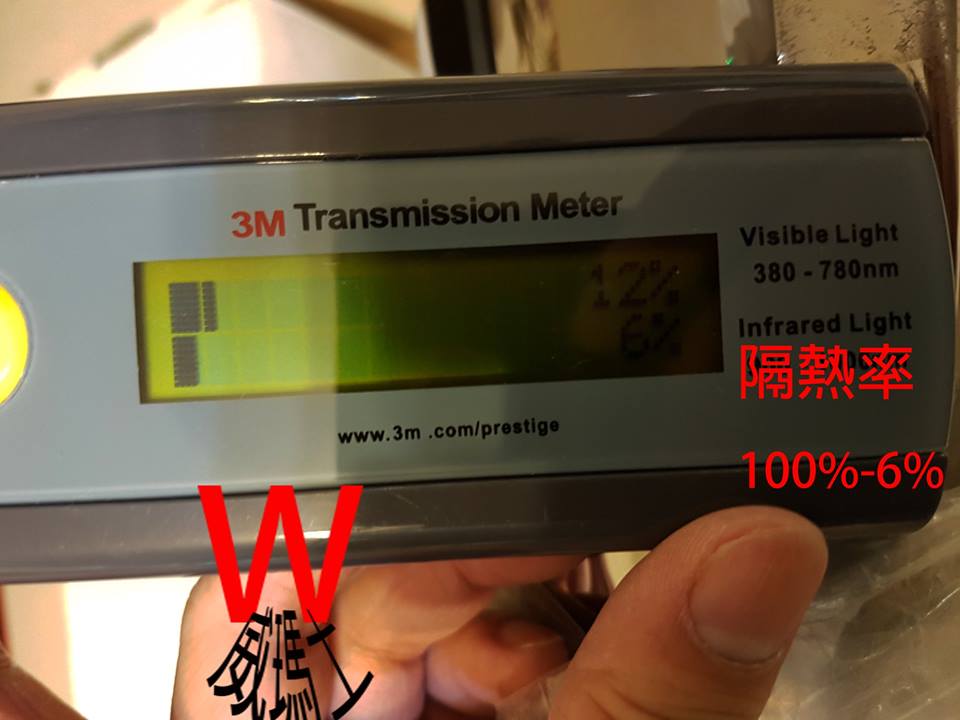 3M Transmission Meter
12%
6%
Visible Light
380 - 780nm
Infrared Light
隔熱率
100%-6%
www.3m .com/prestige
W
威瑪士